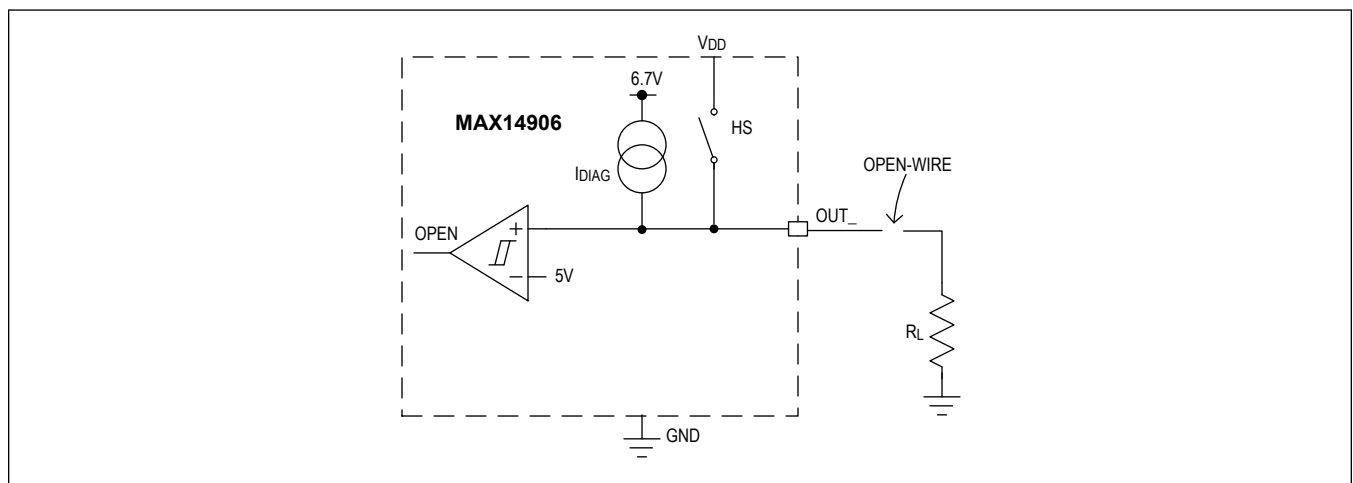 VDD
6.7V
MAX14906
HS
IDIAG
OPEN-WIRE
OUT_
OPEN
+
− 5V
RL
GND